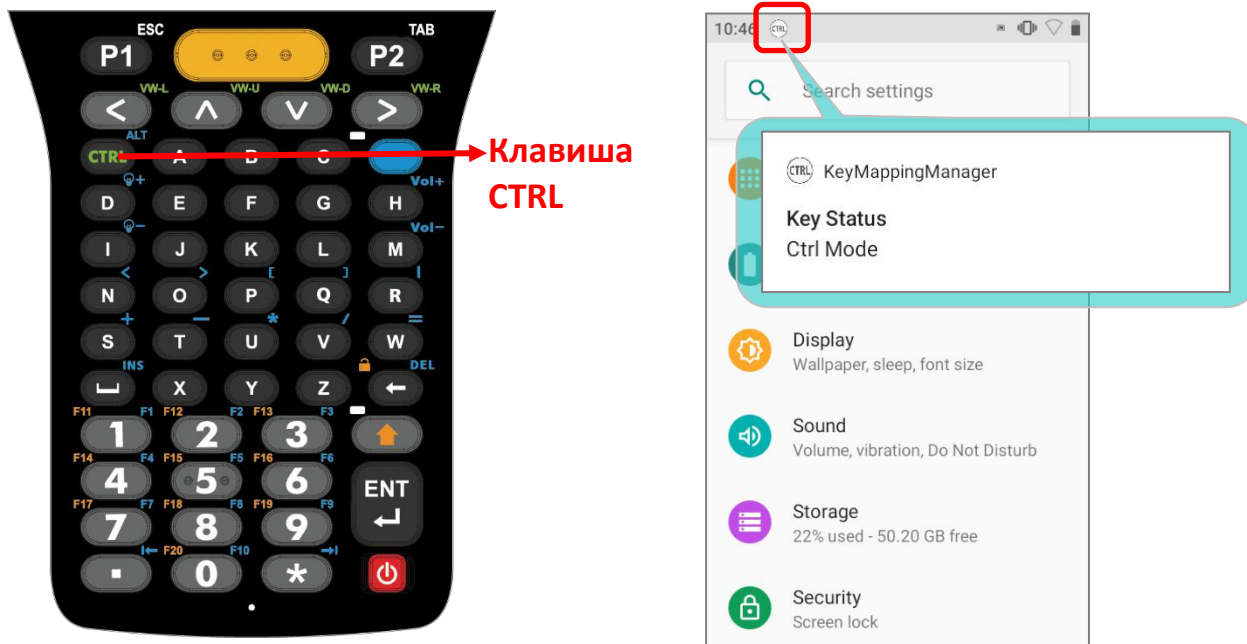 ESC TAB
P1 P2
VW-L VW-U VW-D VW-R
< ∧ ∨ >
ALT
CTRL A B C
+ Vol+
D E F G H
– Vol–
I J K L M
< > [ ] |
N O P Q R
+ – * / =
S T U V W
INS DEL
X Y Z ←
F11 F1 F12 F2 F13 F3
1 2 3
F14 F4 F15 F5 F16 F6
4 5 6 ENT
F17 F7 F18 F8 F19 F9
7 8 9
|← F20 F10 →|
. 0 *
Клавиша
CTRL
10:46 CTRL
Search settings
CTRL KeyMappingManager
Key Status
Ctrl Mode
Display
Wallpaper, sleep, font size
Sound
Volume, vibration, Do Not Disturb
Storage
22% used - 50.20 GB free
Security
Screen lock